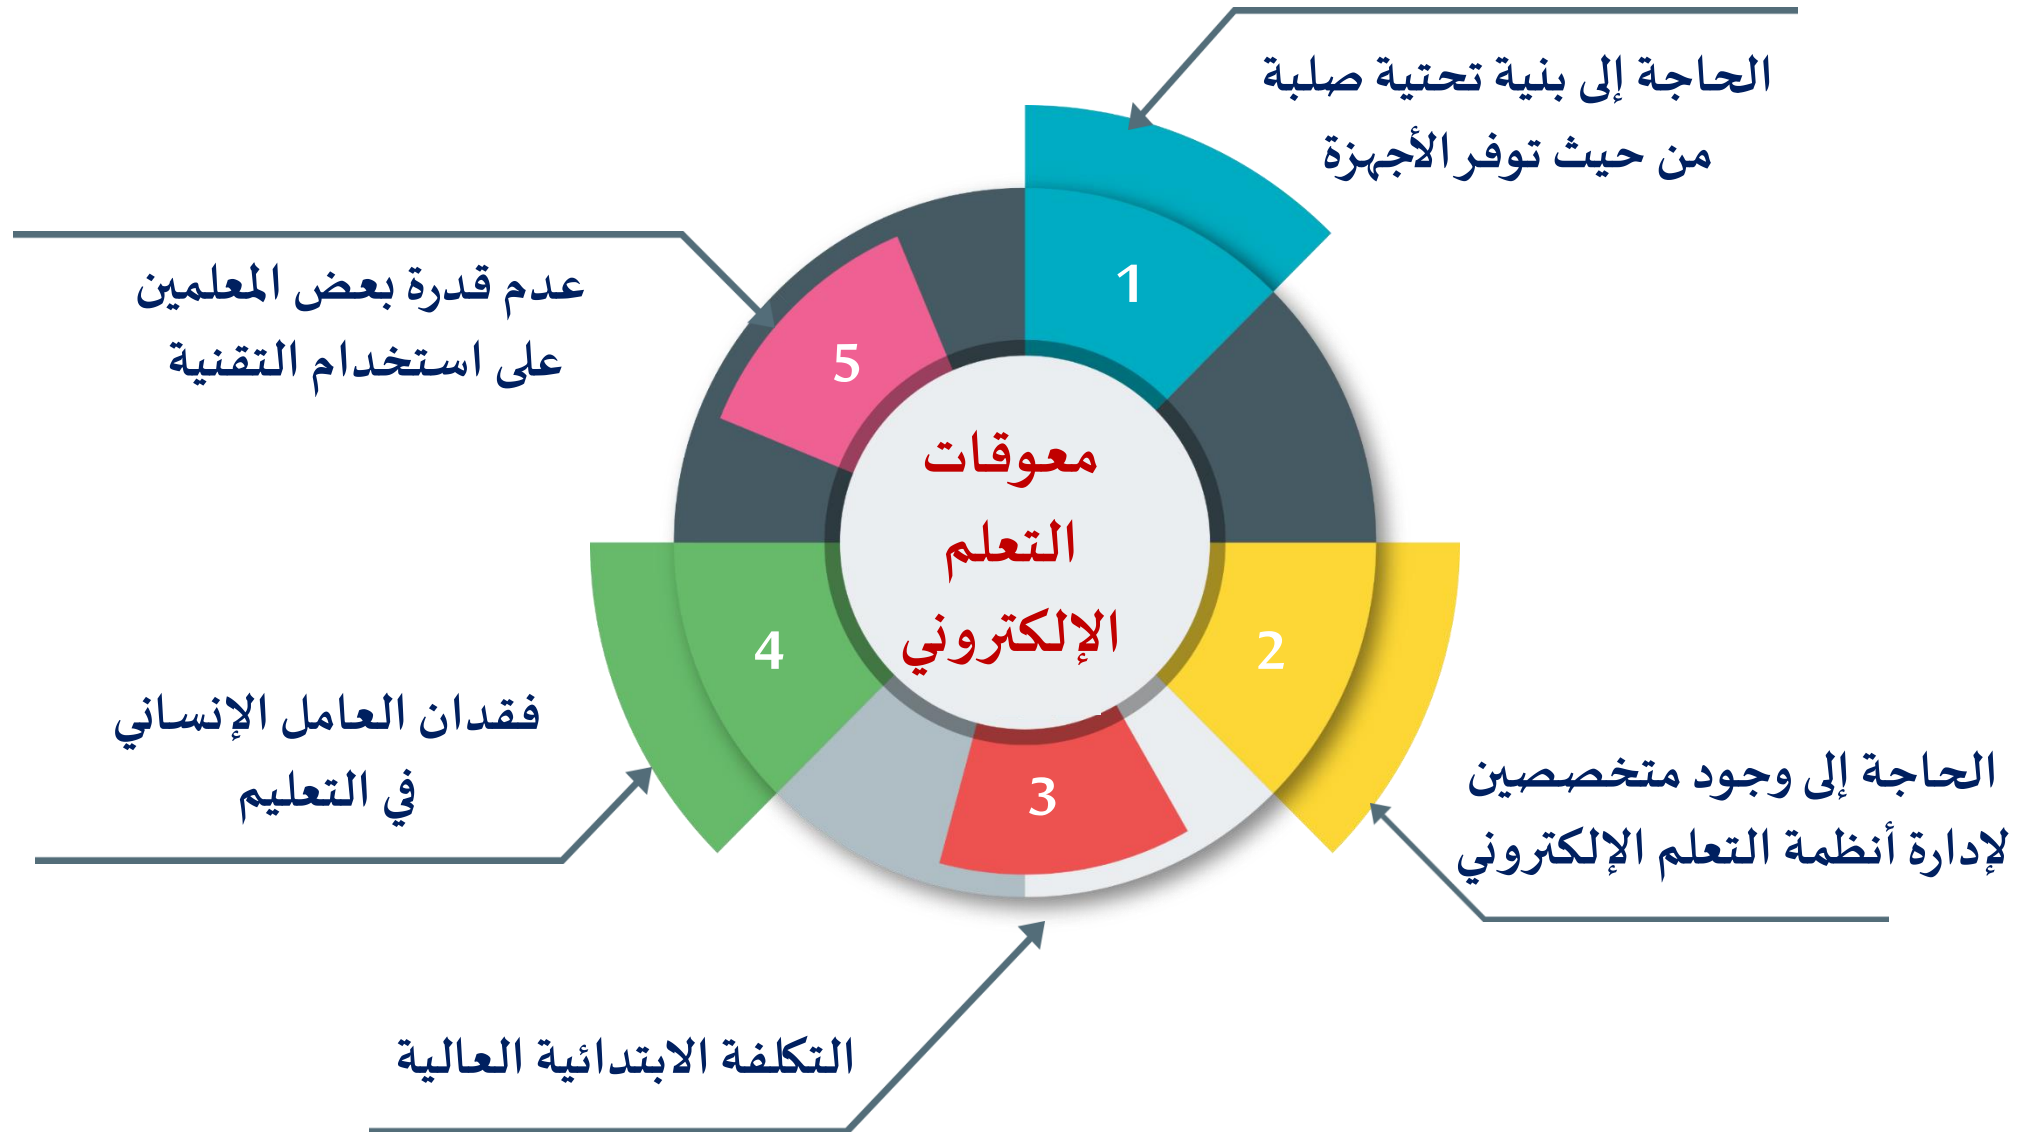 معوقات
التعلم
الإلكتروني
1
الحاجة إلى بنية تحتية صلبة
من حيث توفر الأجهزة
2
الحاجة إلى وجود متخصصين
لإدارة أنظمة التعلم الإلكتروني
3
التكلفة الابتدائية العالية
4
فقدان العامل الإنساني
في التعليم
5
عدم قدرة بعض المعلمين
على استخدام التقنية